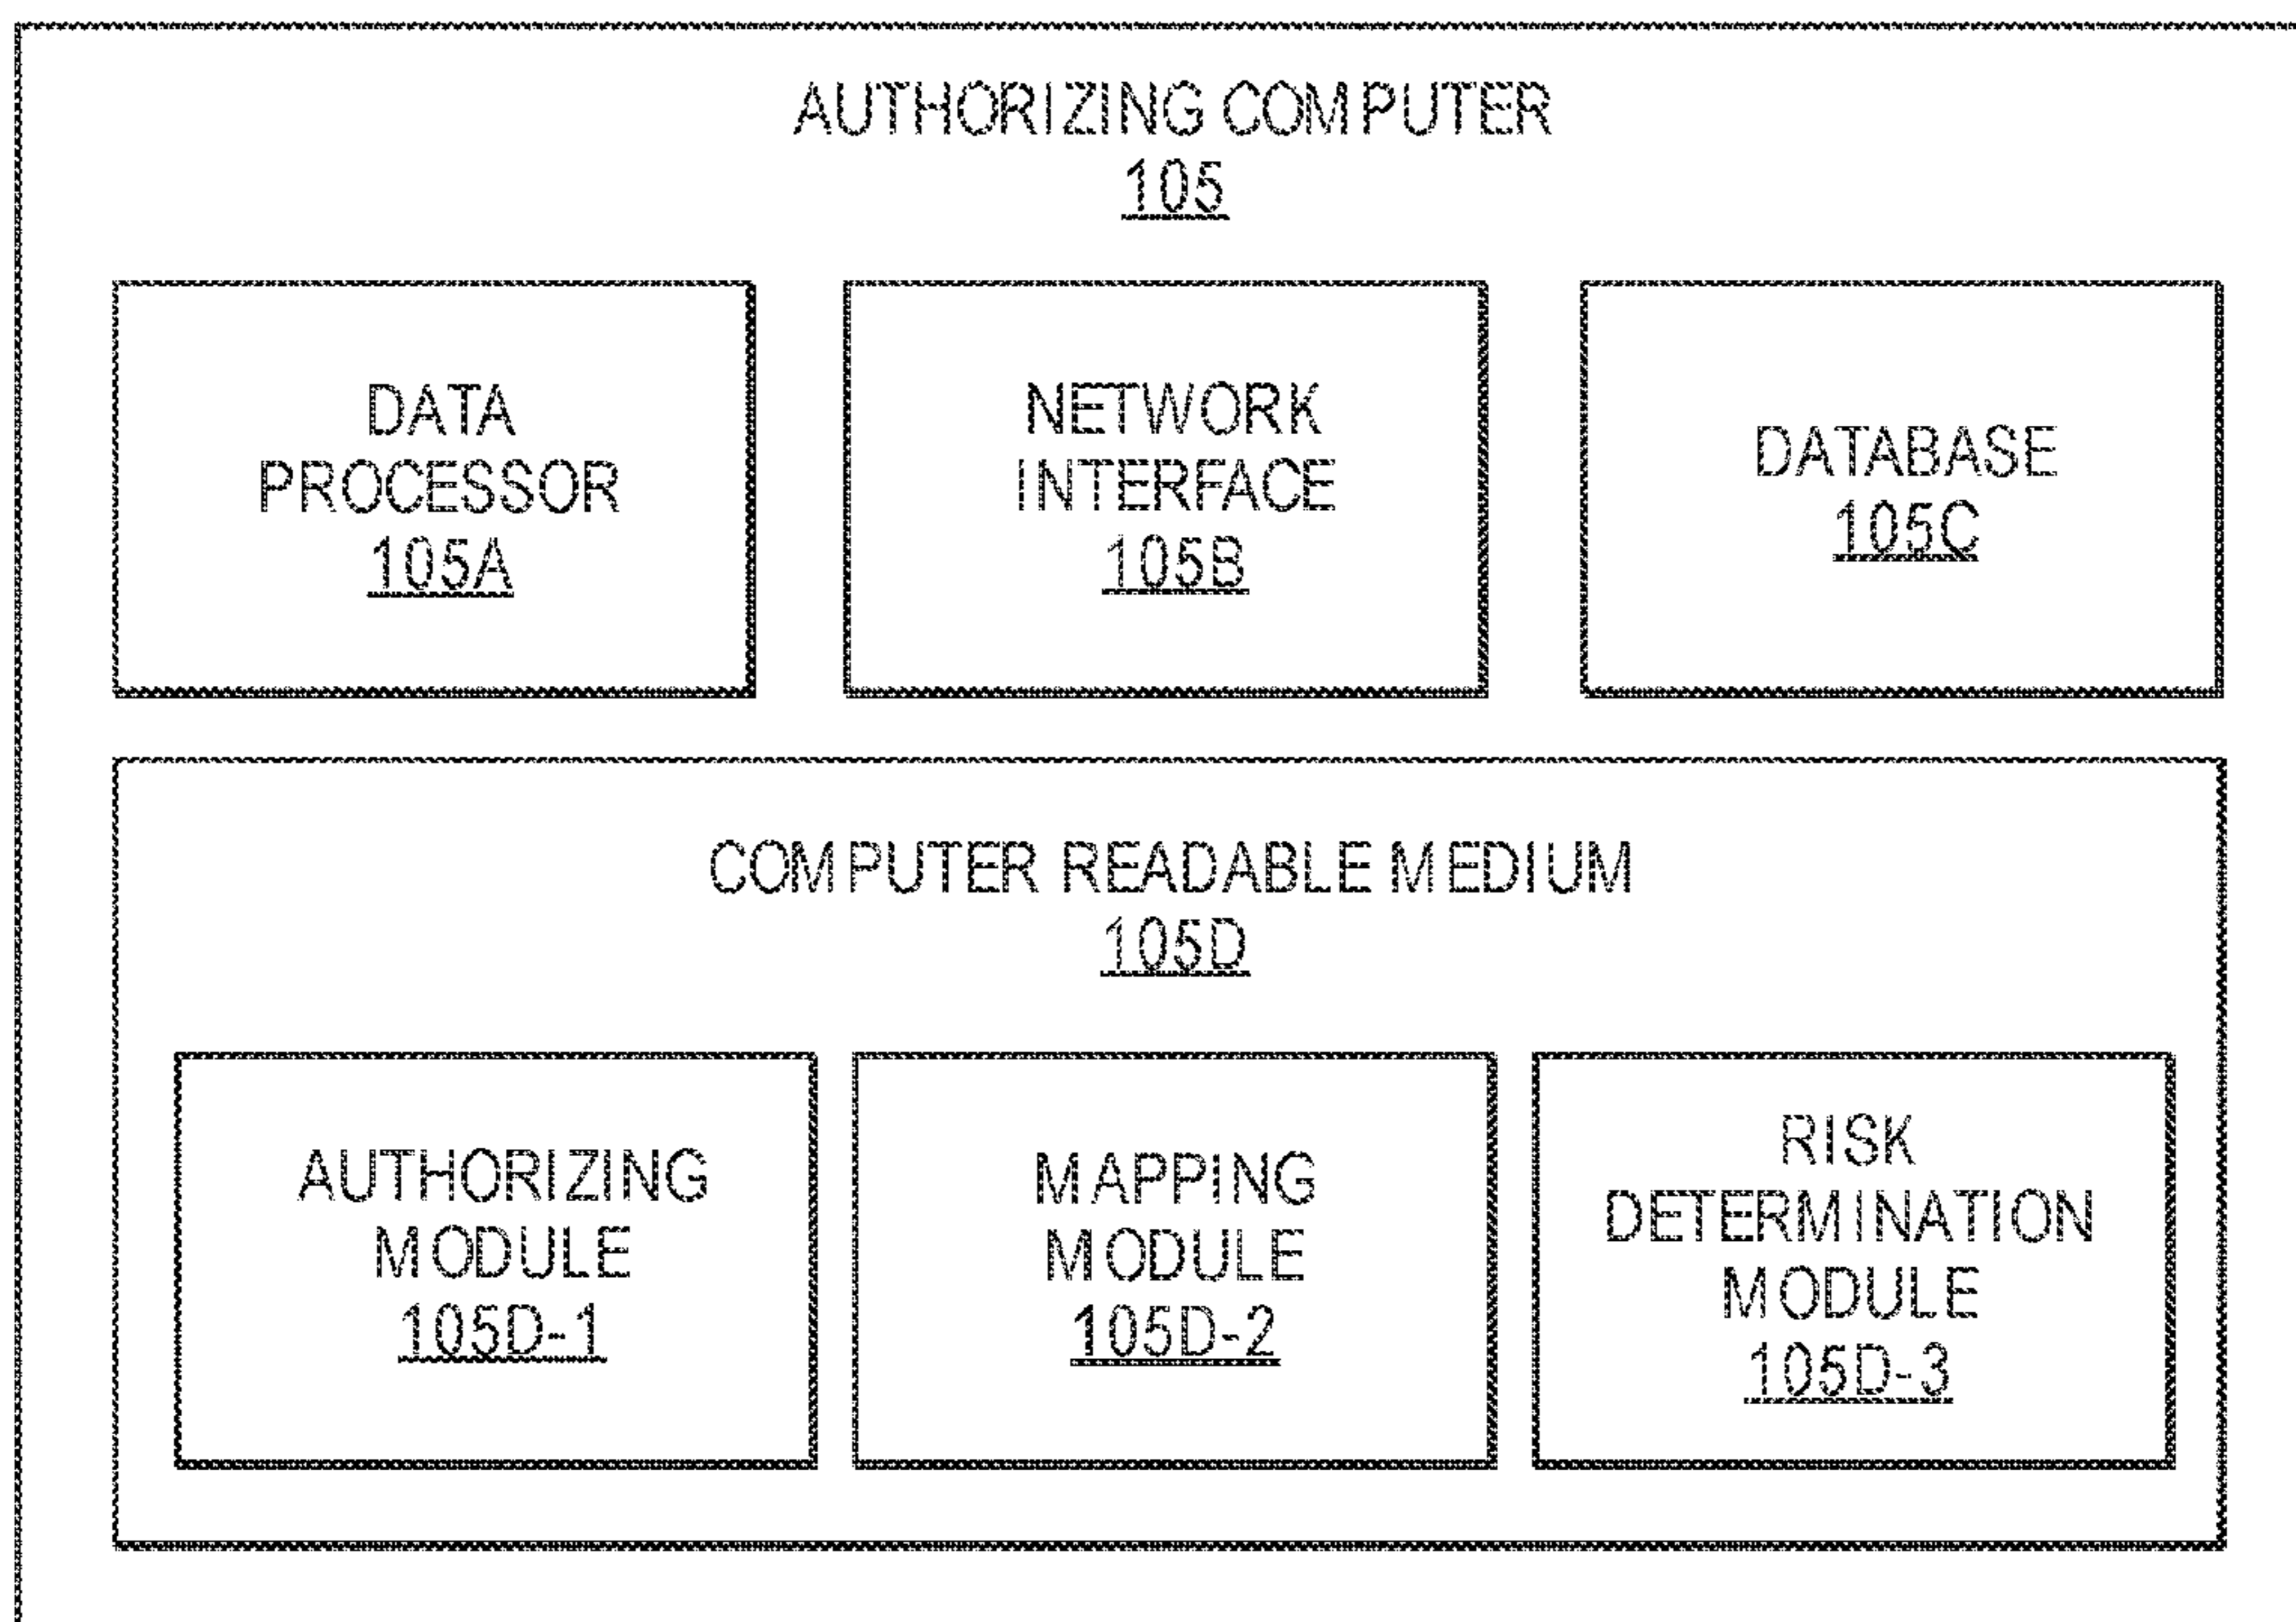 AUTHORIZING COMPUTER
105
DATA
PROCESSOR
105A
NETWORK
INTERFACE
105B
DATABASE
105C
COMPUTER READABLE MEDIUM
105D
AUTHORIZING
MODULE
105D-1
MAPPING
MODULE
105D-2
RISK
DETERMINATION
MODULE
105D-3